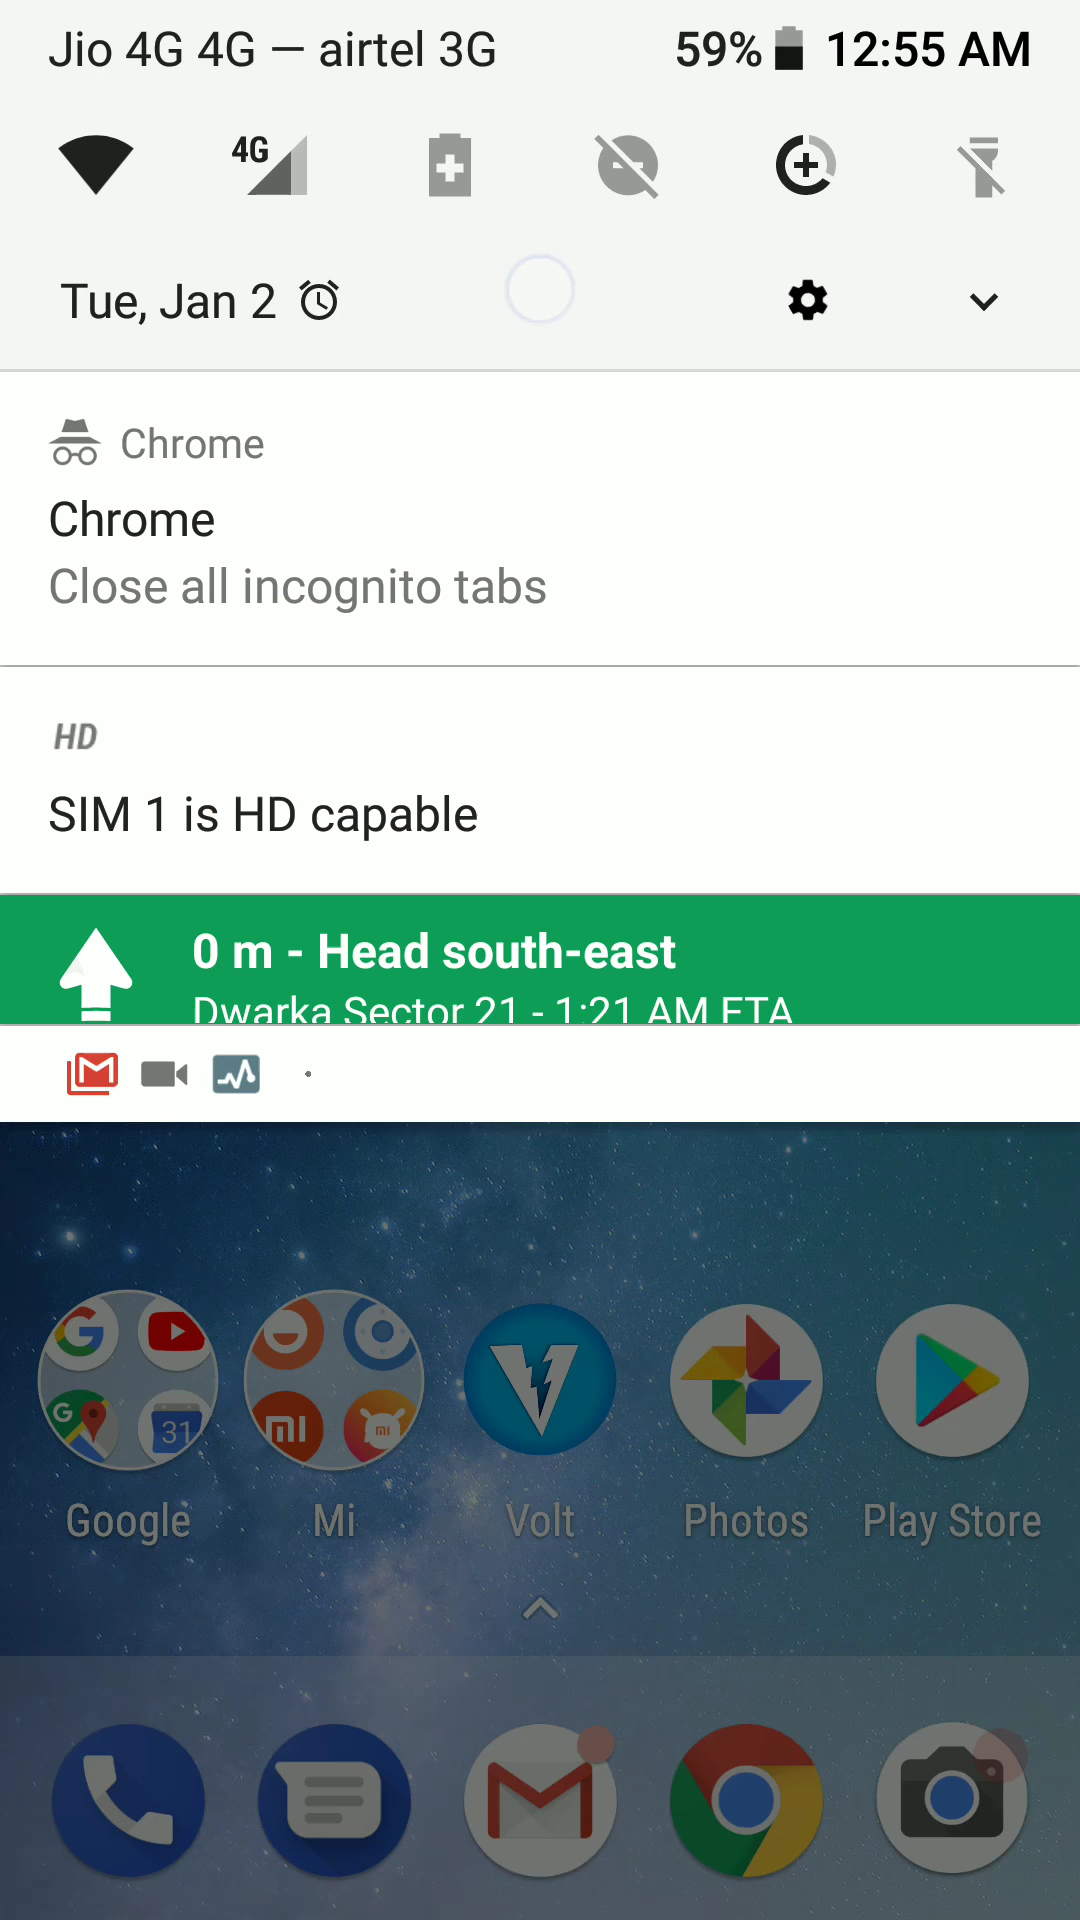 Jio 4G 4G — airtel 3G 59% 12:55 AM
4G
Tue, Jan 2
Chrome
Chrome
Close all incognito tabs
HD
SIM 1 is HD capable
0 m - Head south-east
Dwarka Sector 21 - 1:21 AM ETA
G
31
mi
mi
Google Mi Volt Photos Play Store